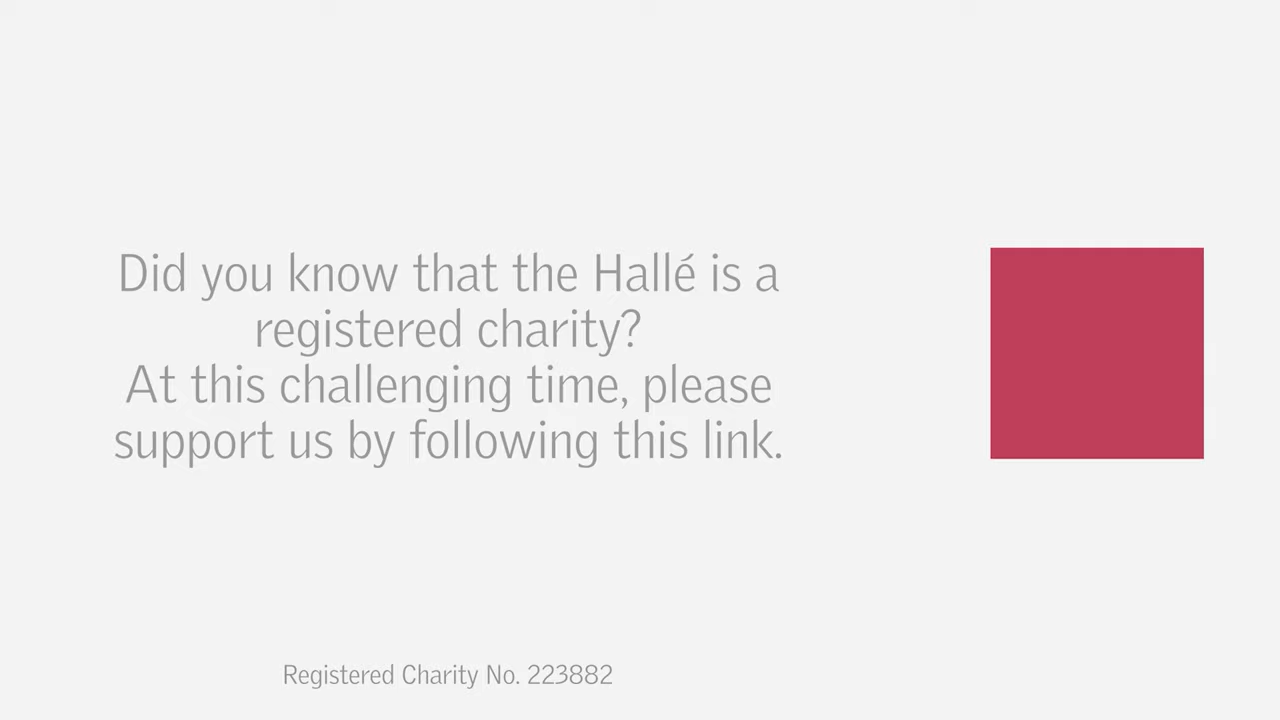 Did you know that the Hallé is a
registered charity?
At this challenging time, please
support us by following this link.
Registered Charity No. 223882